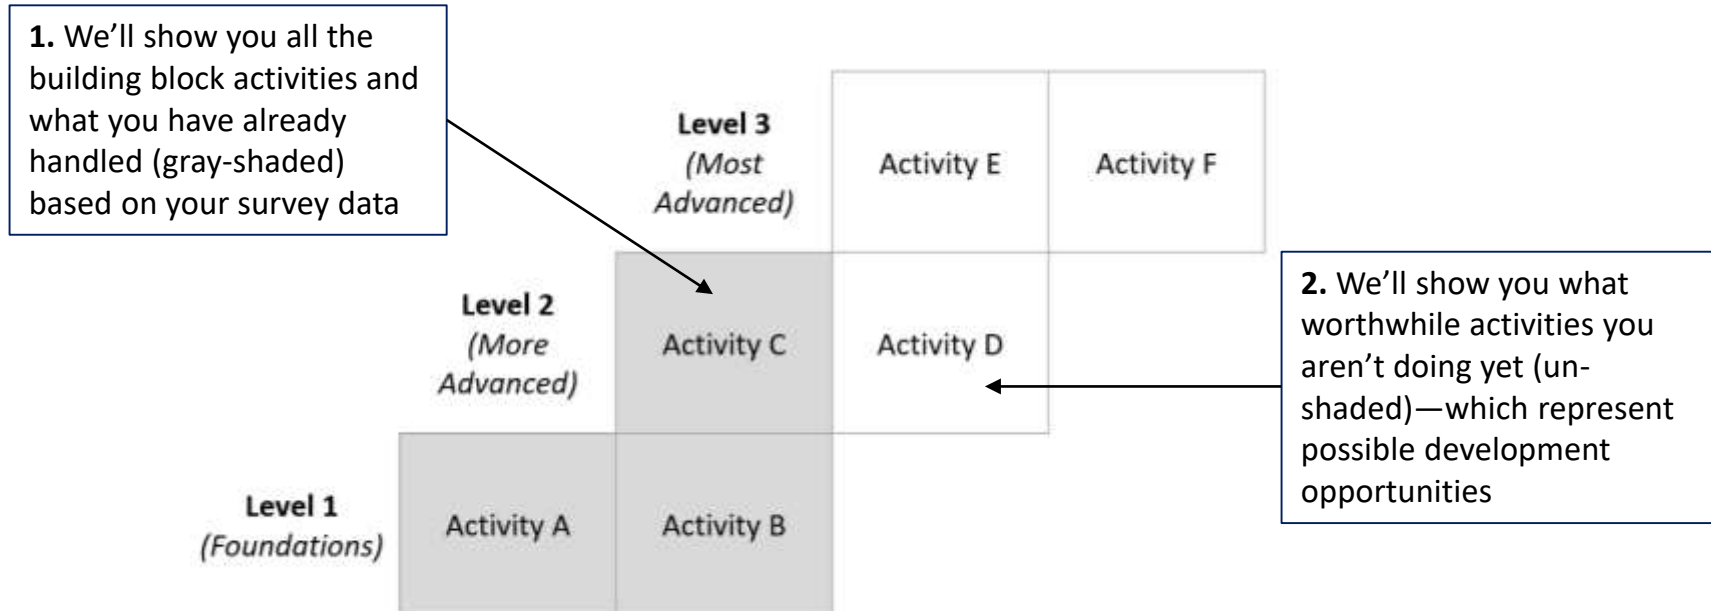 1. We’ll show you all the
building block activities and
what you have already
handled (gray-shaded)
based on your survey data
Level 3
(Most
Advanced)
Activity E
Activity F
Level 2
(More
Advanced)
Activity C
Activity D
2. We’ll show you what
worthwhile activities you
aren’t doing yet (un-
shaded)—which represent
possible development
opportunities
Level 1
(Foundations)
Activity A
Activity B